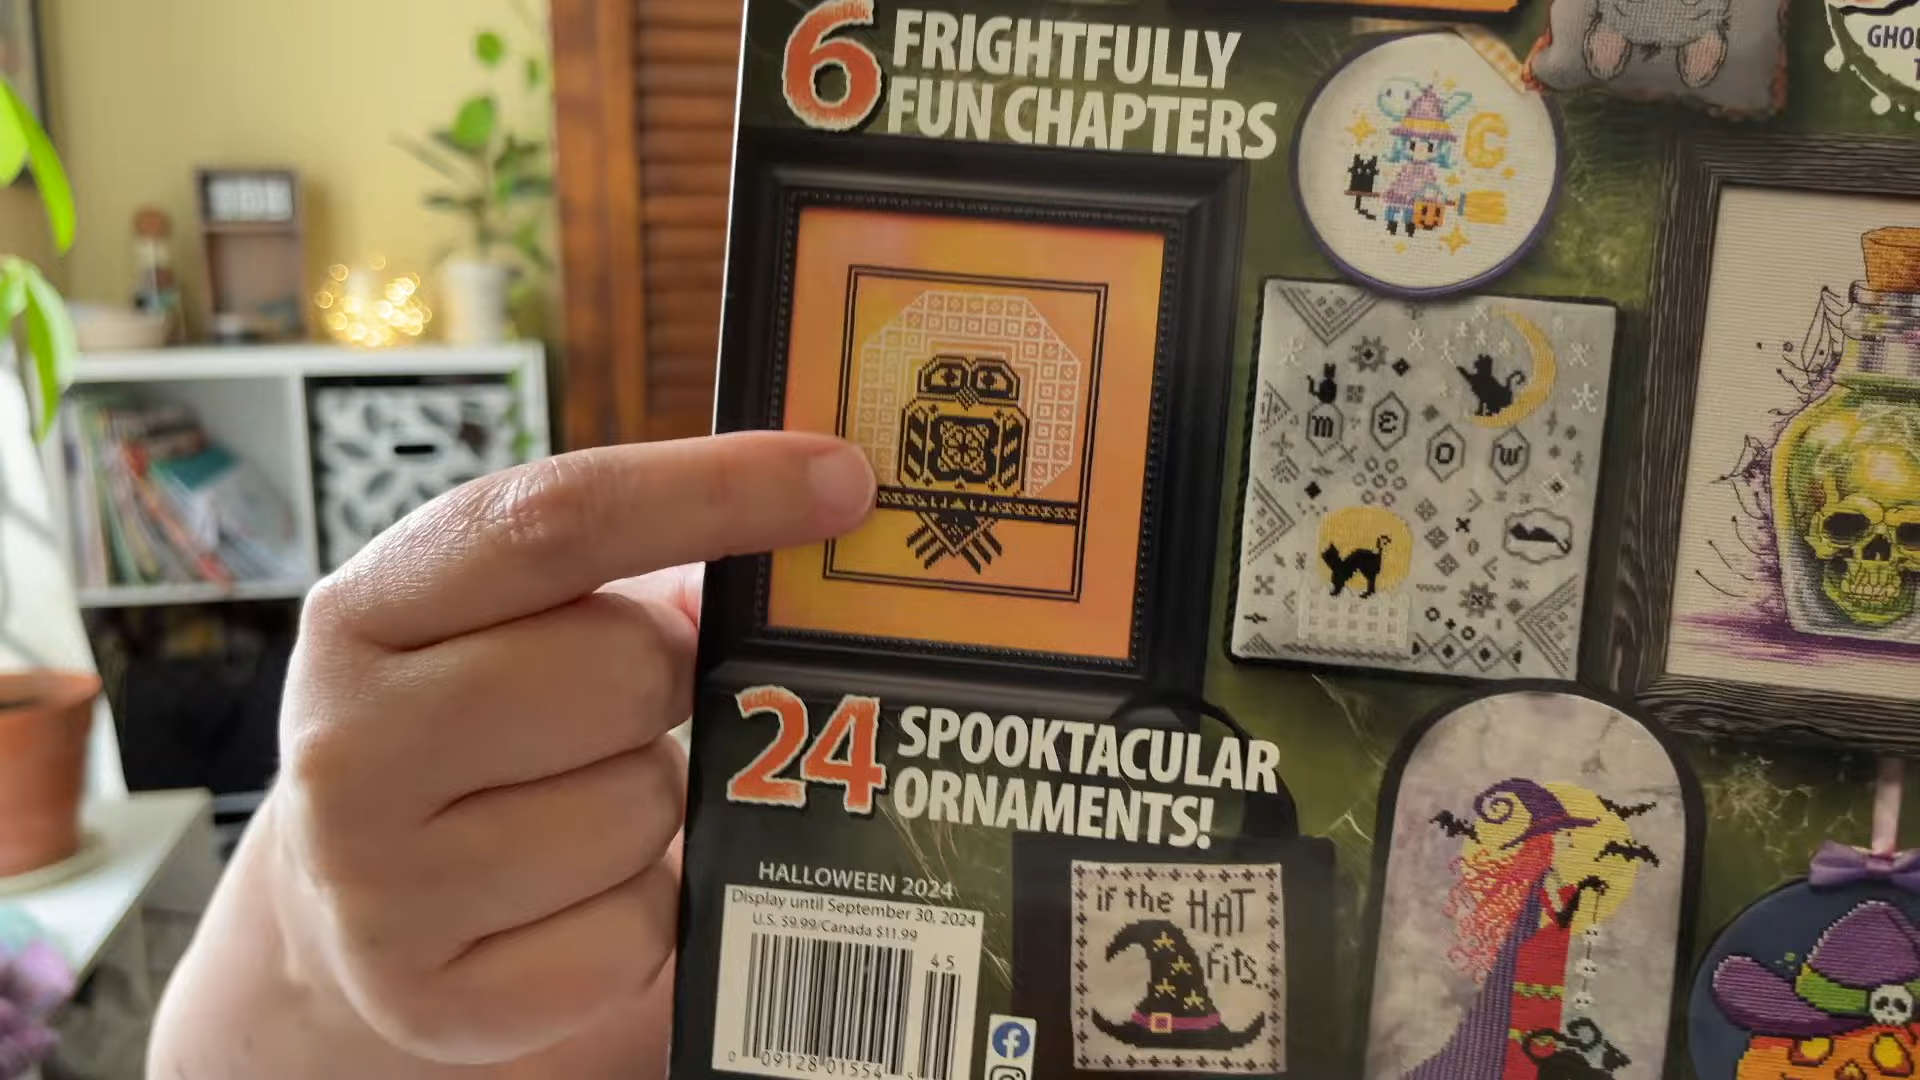 6 FRIGHTFULLY
FUN CHAPTERS
C
m e o w
24 SPOOKTACULAR
ORNAMENTS!
HALLOWEEN 2024
Display until September 30, 2024
U.S. $9.99/Canada $11.99
45
0 09128 01554 5
if the HAT
fits..